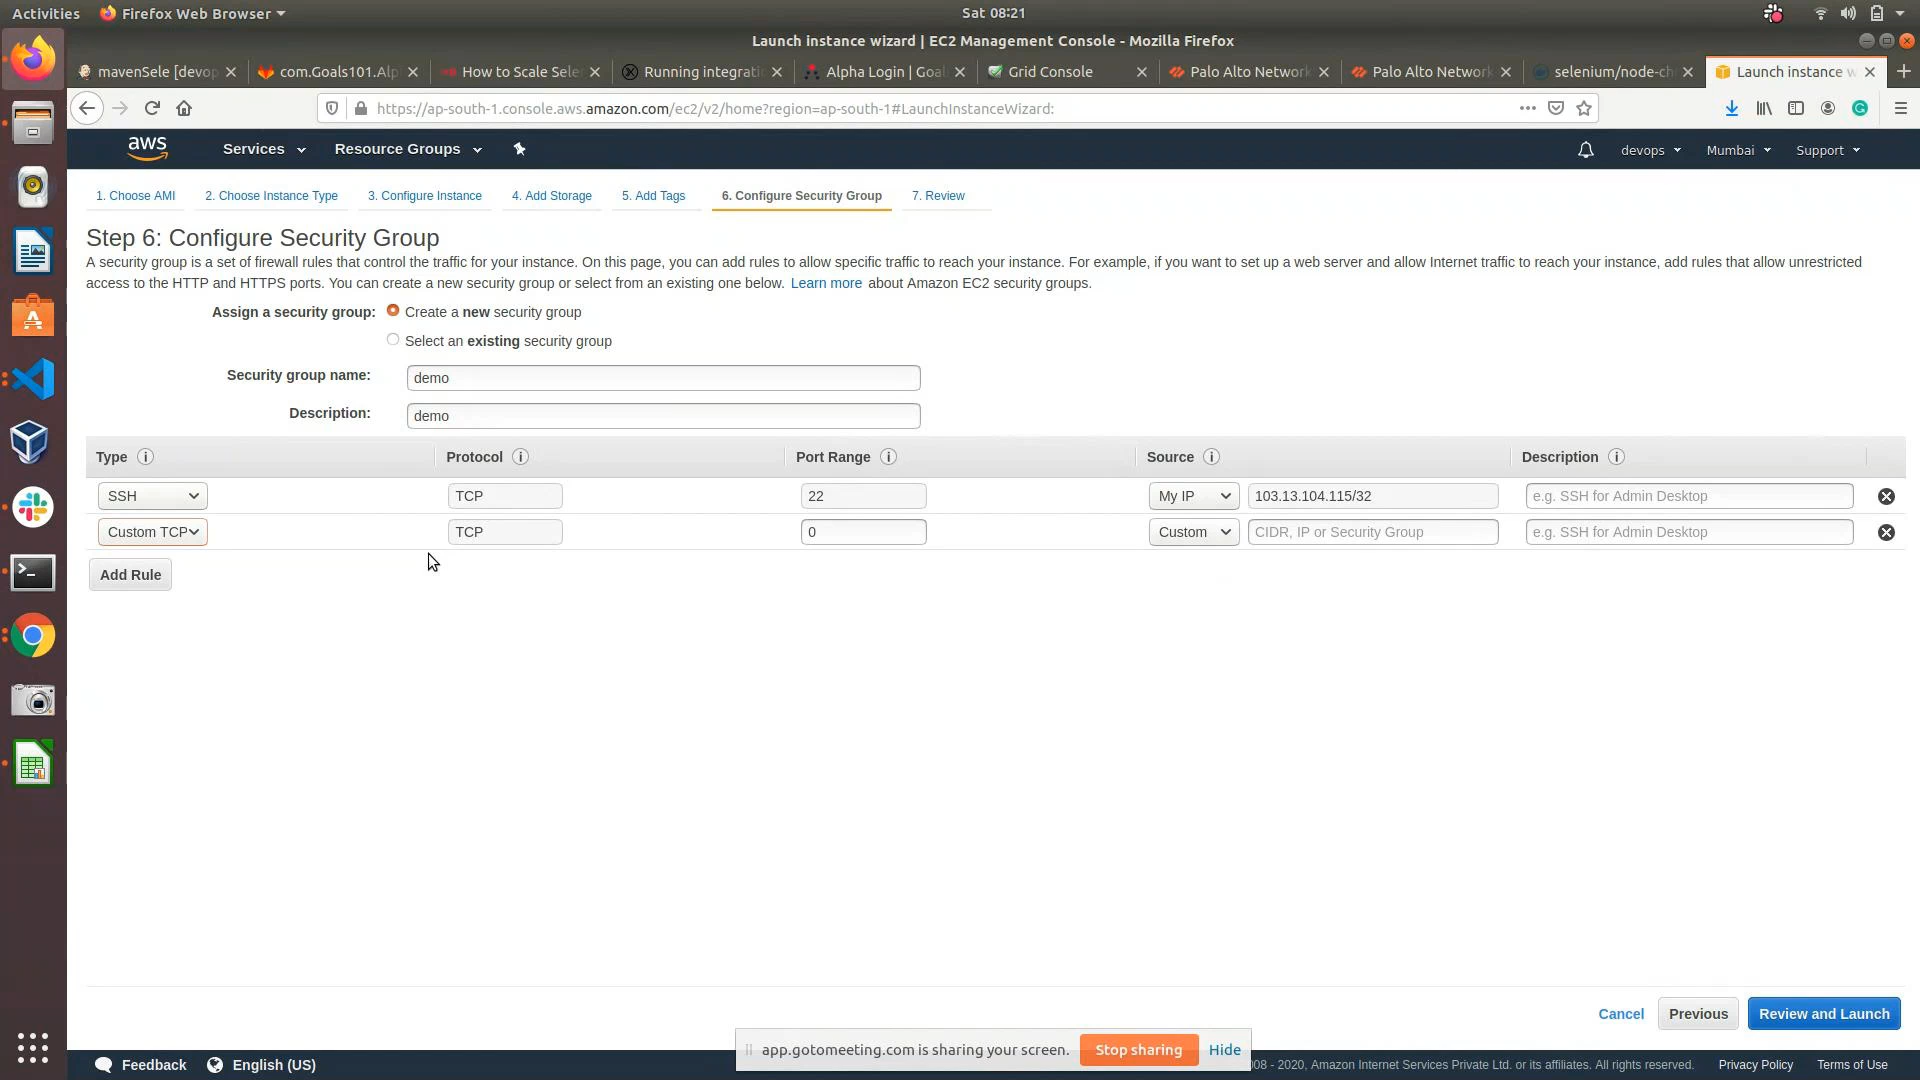 Activities Firefox Web Browser Sat 08:21
Launch instance wizard | EC2 Management Console - Mozilla Firefox
mavenSele [devop com.Goals101.Alp How to Scale Sele Running integrati Alpha Login | Goal Grid Console Palo Alto Network Palo Alto Network selenium/node-ch Launch instance w
https://ap-south-1.console.aws.amazon.com/ec2/v2/home?region=ap-south-1#LaunchInstanceWizard:
aws Services Resource Groups devops Mumbai Support
1. Choose AMI 2. Choose Instance Type 3. Configure Instance 4. Add Storage 5. Add Tags 6. Configure Security Group 7. Review
Step 6: Configure Security Group
A security group is a set of firewall rules that control the traffic for your instance. On this page, you can add rules to allow specific traffic to reach your instance. For example, if you want to set up a web server and allow Internet traffic to reach your instance, add rules that allow unrestricted
access to the HTTP and HTTPS ports. You can create a new security group or select from an existing one below. Learn more about Amazon EC2 security groups.
Assign a security group: Create a new security group
Select an existing security group
Security group name: demo
Description: demo
Type Protocol Port Range Source Description
SSH TCP 22 My IP 103.13.104.115/32 e.g. SSH for Admin Desktop
Custom TCP TCP 0 Custom CIDR, IP or Security Group e.g. SSH for Admin Desktop
Add Rule
Cancel Previous Review and Launch
app.gotomeeting.com is sharing your screen. Stop sharing Hide
Feedback English (US) 08 - 2020, Amazon Internet Services Private Ltd. or its affiliates. All rights reserved. Privacy Policy Terms of Use